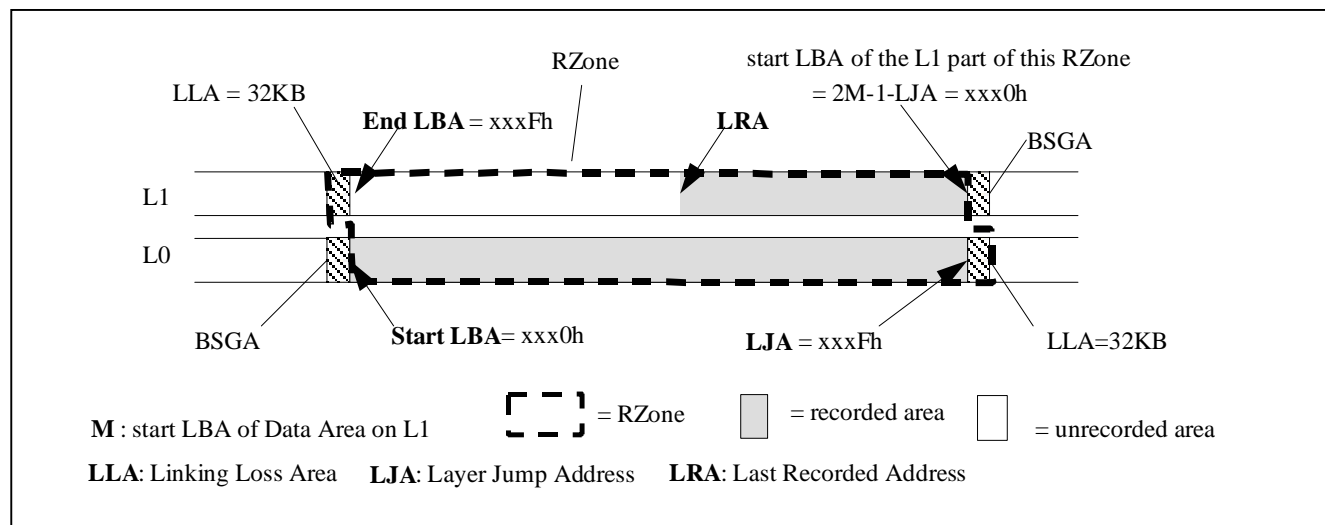 RZone
start LBA of the L1 part of this RZone
= 2M-1-LJA = xxx0h
LLA = 32KB
End LBA = xxxFh
LRA
BSGA
L1
L0
BSGA
Start LBA= xxx0h
LJA = xxxFh
LLA=32KB
M : start LBA of Data Area on L1
= RZone
= recorded area
= unrecorded area
LLA: Linking Loss Area LJA: Layer Jump Address LRA: Last Recorded Address